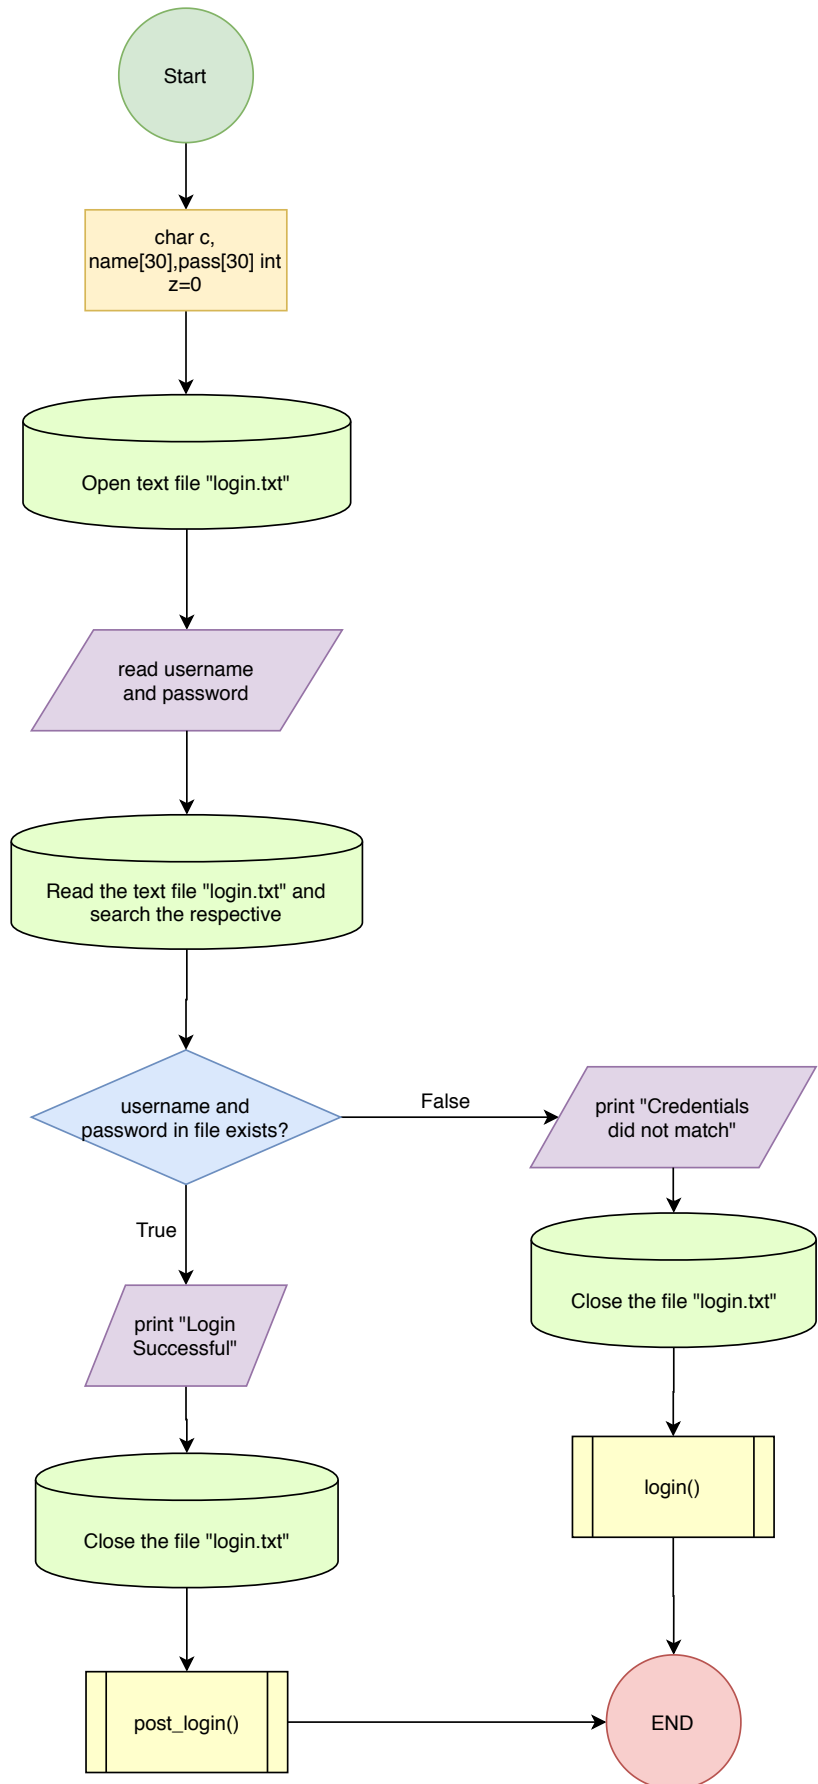 Start
char c,
name[30],pass[30] int
z=0
Open text file "login.txt"
read username
and password
Read the text file "login.txt" and
search the respective
username and
password in file exists?
False
print "Credentials
did not match"
True
Close the file "login.txt"
print "Login
Successful"
login()
Close the file "login.txt"
post_login()
END